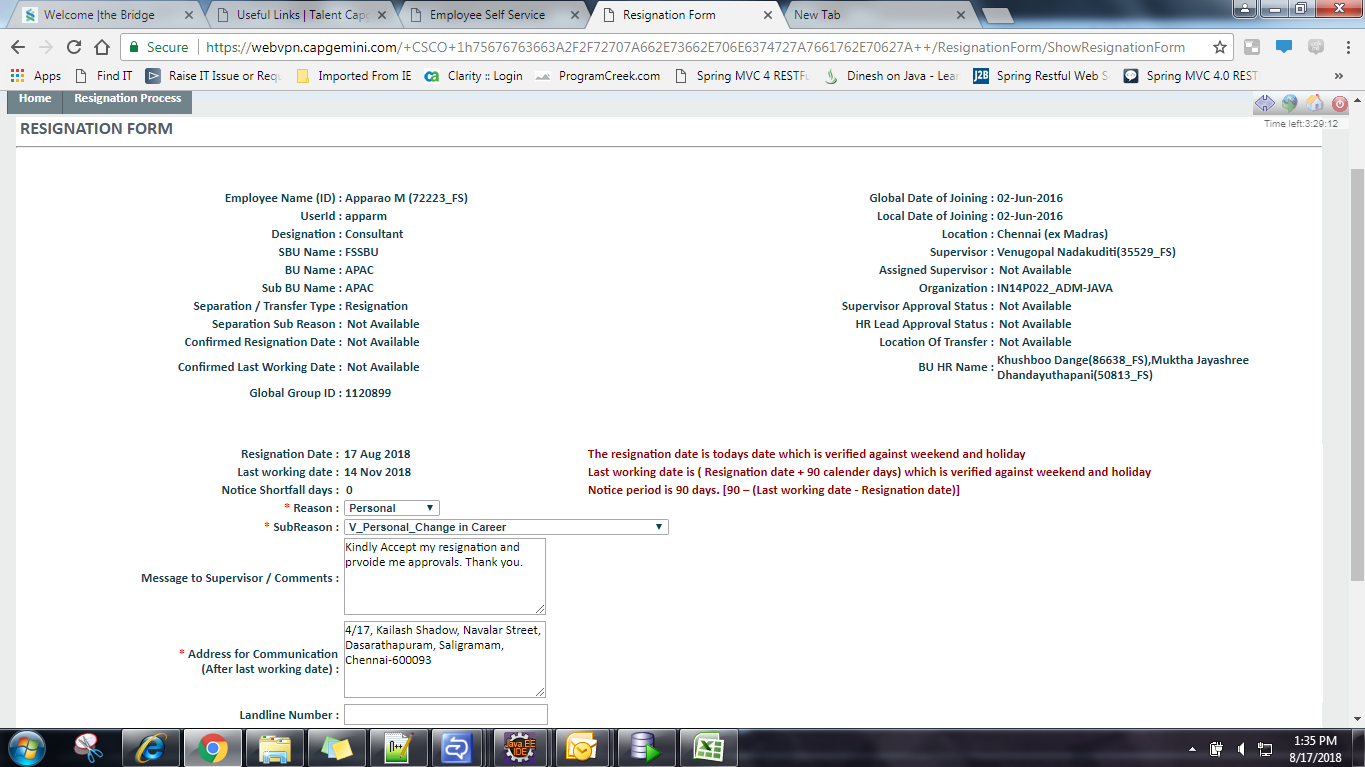 Welcome |the Bridge
Useful Links | Talent Cap
Employee Self Service
Resignation Form
New Tab
Secure | https://webvpn.capgemini.com/+CSCO+1h75676763663A2F2F72707A662E73662E706E6374727A7661762E70627A++/ResignationForm/ShowResignationForm
Apps Find IT Raise IT Issue or Requ Imported From IE Clarity :: Login ProgramCreek.com Spring MVC 4 RESTFu Dinesh on Java - Lear Spring Restful Web S Spring MVC 4.0 REST »
Home Resignation Process
Time left:3:29:12
RESIGNATION FORM
Employee Name (ID) : Apparao M (72223_FS)
Global Date of Joining : 02-Jun-2016
UserId : apparm
Local Date of Joining : 02-Jun-2016
Designation : Consultant
Location : Chennai (ex Madras)
SBU Name : FSSBU
Supervisor : Venugopal Nadakuditi(35529_FS)
BU Name : APAC
Assigned Supervisor : Not Available
Sub BU Name : APAC
Organization : IN14P022_ADM-JAVA
Separation / Transfer Type : Resignation
Supervisor Approval Status : Not Available
Separation Sub Reason : Not Available
HR Lead Approval Status : Not Available
Confirmed Resignation Date : Not Available
Location Of Transfer : Not Available
Confirmed Last Working Date : Not Available
BU HR Name : Khushboo Dange(86638_FS),Muktha Jayashree
Dhandayuthapani(50813_FS)
Global Group ID : 1120899
Resignation Date : 17 Aug 2018
The resignation date is todays date which is verified against weekend and holiday
Last working date : 14 Nov 2018
Last working date is ( Resignation date + 90 calender days) which is verified against weekend and holiday
Notice Shortfall days : 0
Notice period is 90 days. [90 – (Last working date - Resignation date)]
* Reason : Personal
* SubReason : V_Personal_Change in Career
Message to Supervisor / Comments :
Kindly Accept my resignation and
prvoide me approvals. Thank you.
* Address for Communication
(After last working date) :
4/17, Kailash Shadow, Navalar Street,
Dasarathapuram, Saligramam,
Chennai-600093
Landline Number :
1:35 PM
8/17/2018